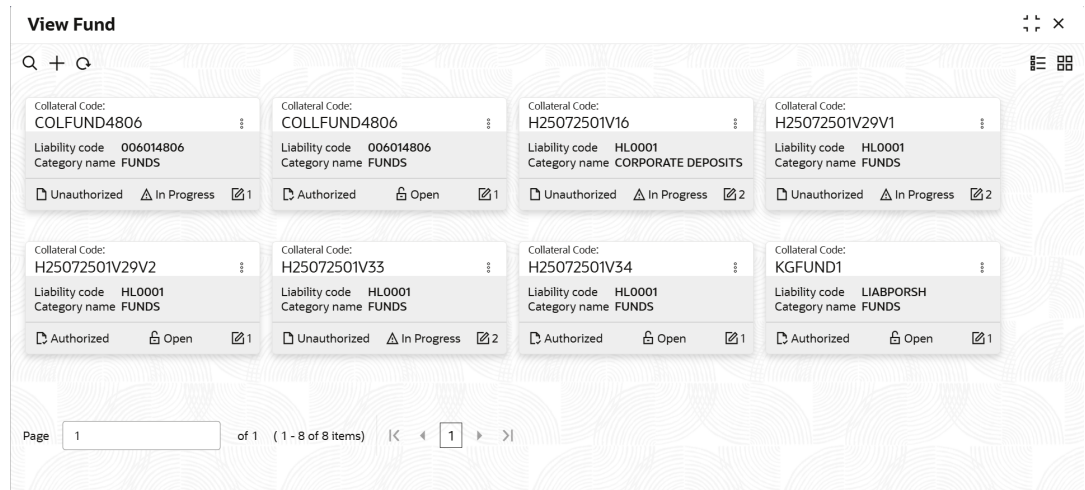 View Fund
Collateral Code: Collateral Code: Collateral Code: Collateral Code:
COLFUND4806 COLLFUND4806 H25072501V16 H25072501V29V1
Liability code 006014806 Liability code 006014806 Liability code HL0001 Liability code HL0001
Category name FUNDS Category name FUNDS Category name CORPORATE DEPOSITS Category name FUNDS
Unauthorized In Progress 1 Authorized Open 1 Unauthorized In Progress 2 Unauthorized In Progress 2
Collateral Code: Collateral Code: Collateral Code: Collateral Code:
H25072501V29V2 H25072501V33 H25072501V34 KGFUND1
Liability code HL0001 Liability code HL0001 Liability code HL0001 Liability code LIABPORSH
Category name FUNDS Category name FUNDS Category name FUNDS Category name FUNDS
Authorized Open 1 Unauthorized In Progress 2 Authorized Open 1 Authorized Open 1
Page 1 of 1 ( 1 - 8 of 8 items) 1